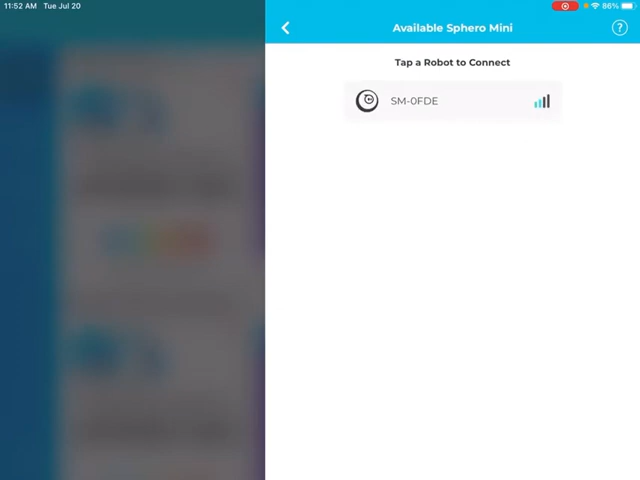 11:52 AM Tue Jul 20
86%
Available Sphero Mini
?
Tap a Robot to Connect
SM-0FDE